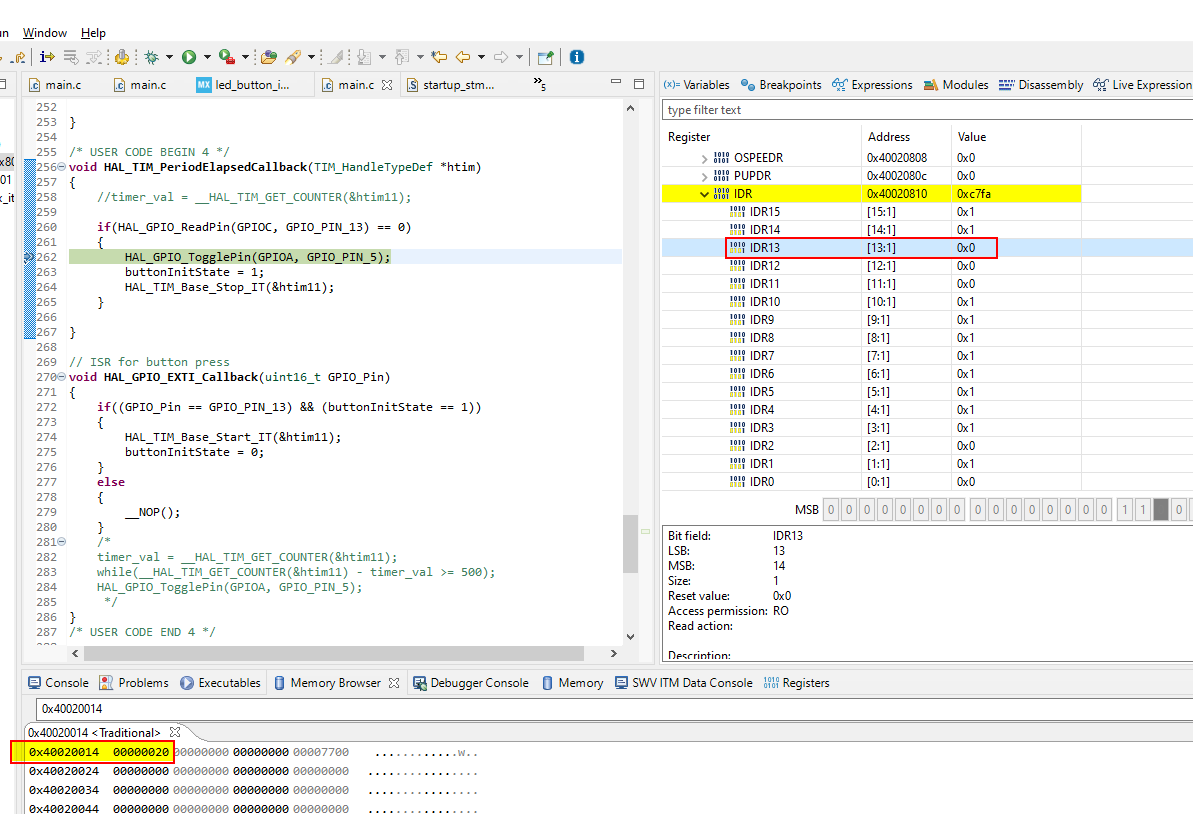 un Window Help
main.c main.c MX led_button_i... main.c startup_stm... »5
252
253 }
254
255 /* USER CODE BEGIN 4 */
256 void HAL_TIM_PeriodElapsedCallback(TIM_HandleTypeDef *htim)
257 {
258 //timer_val = __HAL_TIM_GET_COUNTER(&htim11);
259
260 if(HAL_GPIO_ReadPin(GPIOC, GPIO_PIN_13) == 0)
261 {
262 HAL_GPIO_TogglePin(GPIOA, GPIO_PIN_5);
263 buttonInitState = 1;
264 HAL_TIM_Base_Stop_IT(&htim11);
265 }
266
267 }
268
269 // ISR for button press
270 void HAL_GPIO_EXTI_Callback(uint16_t GPIO_Pin)
271 {
272 if((GPIO_Pin == GPIO_PIN_13) && (buttonInitState == 1))
273 {
274 HAL_TIM_Base_Start_IT(&htim11);
275 buttonInitState = 0;
276 }
277 else
278 {
279 __NOP();
280 }
281 /*
282 timer_val = __HAL_TIM_GET_COUNTER(&htim11);
283 while(__HAL_TIM_GET_COUNTER(&htim11) - timer_val >= 500);
284 HAL_GPIO_TogglePin(GPIOA, GPIO_PIN_5);
285 */
286 }
287 /* USER CODE END 4 */
x80
01
x_it
(x)= Variables Breakpoints Expressions Modules Disassembly Live Expression
type filter text
Register Address Value
OSPEEDR 0x40020808 0x0
PUPDR 0x4002080c 0x0
IDR 0x40020810 0xc7fa
IDR15 [15:1] 0x1
IDR14 [14:1] 0x1
IDR13 [13:1] 0x0
IDR12 [12:1] 0x0
IDR11 [11:1] 0x0
IDR10 [10:1] 0x1
IDR9 [9:1] 0x1
IDR8 [8:1] 0x1
IDR7 [7:1] 0x1
IDR6 [6:1] 0x1
IDR5 [5:1] 0x1
IDR4 [4:1] 0x1
IDR3 [3:1] 0x1
IDR2 [2:1] 0x0
IDR1 [1:1] 0x1
IDR0 [0:1] 0x0
MSB 0 0 0 0 0 0 0 0 0 0 0 0 0 0 0 0 1 1 0
Bit field: IDR13
LSB: 13
MSB: 14
Size: 1
Reset value: 0x0
Access permission: RO
Read action:
Description:
Console Problems Executables Memory Browser Debugger Console Memory SWV ITM Data Console Registers
0x40020014
0x40020014 <Traditional>
0x40020014 00000020 00000000 00000000 00007700 .............w..
0x40020024 00000000 00000000 00000000 00000000 ................
0x40020034 00000000 00000000 00000000 00000000 ................
0x40020044 00000000 00000000 00000000 00000000 ................